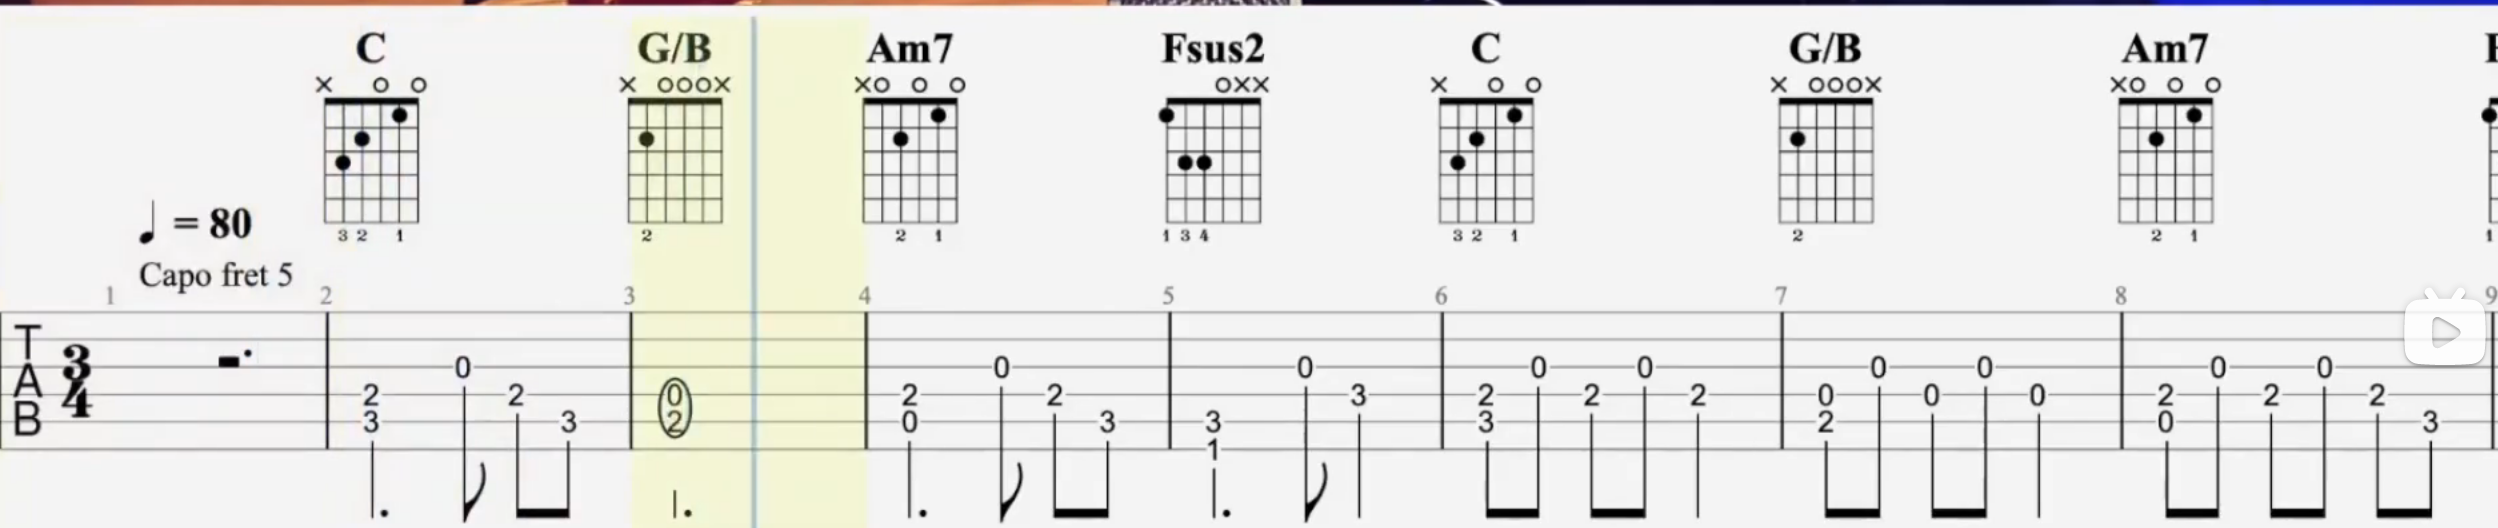 C G/B Am7 Fsus2 C G/B Am7
× o o × o o o × × o o o o × × × o o × o o o × × o o o
3 2 1 2 2 1 1 3 4 3 2 1 2 2 1 1
♩ = 80
Capo fret 5
1 2 3 4 5 6 7 8 9
T A B
3/4
0 0 0 0 0 0 0 0 0
2 2 0 2 2 3 2 2 2 0 0 0 2 2 2
3 3 2 0 3 3 3 2 0 3
1